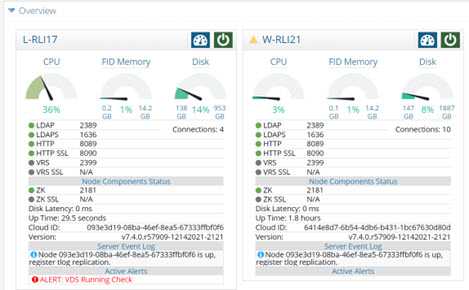 Overview
L-RLI17
CPU FID Memory Disk
36% 0.2 GB 1% 14.2 GB 138 GB 14% 953 GB
Connections: 4
LDAP 2389
LDAPS 1636
HTTP 8089
HTTP SSL 8090
VRS 2399
VRS SSL N/A
Node Components Status
ZK 2181
ZK SSL N/A
Disk Latency: 0 ms
Up Time: 29.5 seconds
Cloud ID: 093e3d19-08ba-46ef-8ea5-67333ffbf0f6
Version: v7.4.0.r57909-12142021-2121
Server Event Log
Node 093e3d19-08ba-46ef-8ea5-67333ffbf0f6 is up,
register tlog replication.
Active Alerts
ALERT: VDS Running Check
W-RLI21
CPU FID Memory Disk
3% 0.1 GB 1% 14.2 GB 147 GB 8% 1887 GB
Connections: 10
LDAP 2389
LDAPS 1636
HTTP 8089
HTTP SSL 8090
VRS 2399
VRS SSL N/A
Node Components Status
ZK 2181
ZK SSL N/A
Disk Latency: 0 ms
Up Time: 1.8 hours
Cloud ID: 6414e8d7-6b54-4db6-b431-1bc67630d80d
Version: v7.4.0.r57909-12142021-2121
Server Event Log
Node 093e3d19-08ba-46ef-8ea5-67333ffbf0f6 is up,
register tlog replication.
Active Alerts